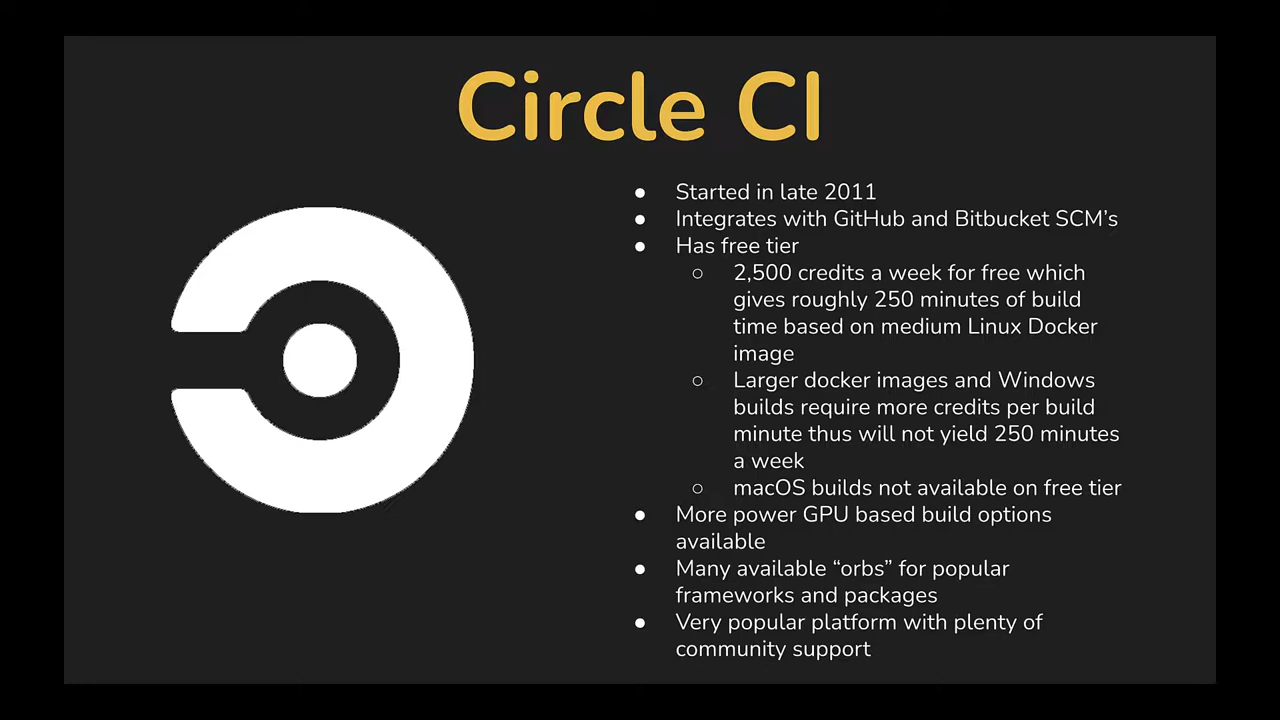 Circle CI
● Started in late 2011
● Integrates with GitHub and Bitbucket SCM’s
● Has free tier
○ 2,500 credits a week for free which
gives roughly 250 minutes of build
time based on medium Linux Docker
image
○ Larger docker images and Windows
builds require more credits per build
minute thus will not yield 250 minutes
a week
○ macOS builds not available on free tier
● More power GPU based build options
available
● Many available “orbs” for popular
frameworks and packages
● Very popular platform with plenty of
community support